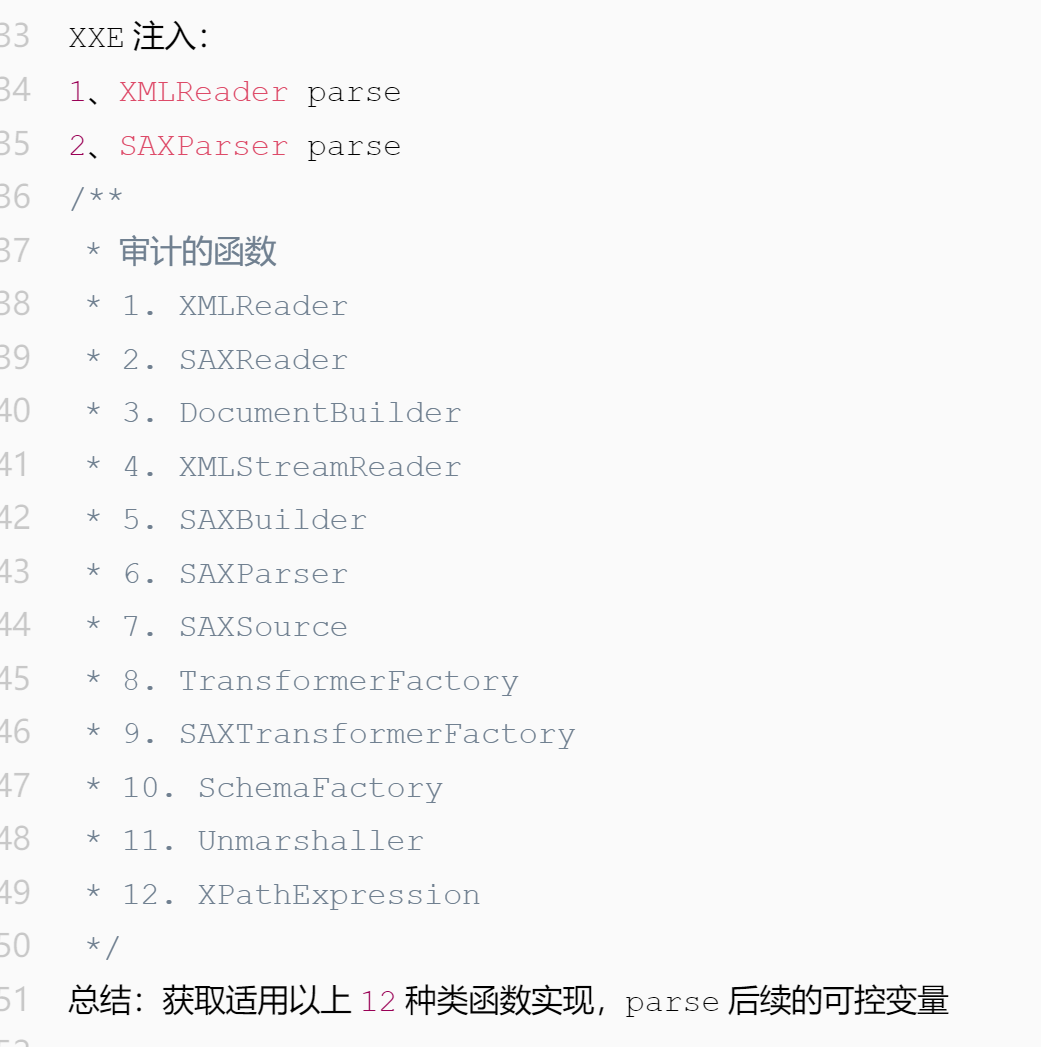 33 XXE 注入：
34 1、XMLReader parse
35 2、SAXParser parse
36 /**
37 * 审计的函数
38 * 1. XMLReader
39 * 2. SAXReader
40 * 3. DocumentBuilder
41 * 4. XMLStreamReader
42 * 5. SAXBuilder
43 * 6. SAXParser
44 * 7. SAXSource
45 * 8. TransformerFactory
46 * 9. SAXTransformerFactory
47 * 10. SchemaFactory
48 * 11. Unmarshaller
49 * 12. XPathExpression
50 */
51 总结：获取适用以上 12 种类函数实现，parse 后续的可控变量